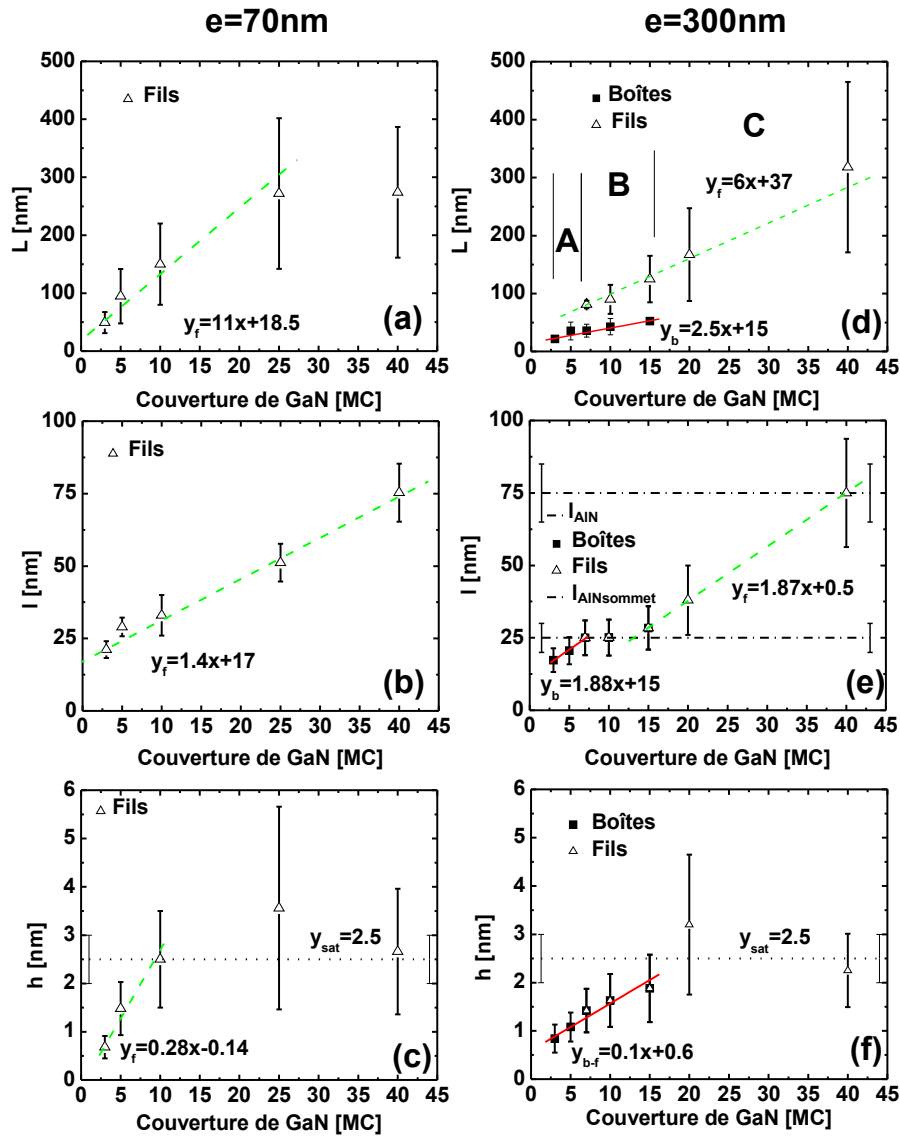 e=70nm
e=300nm
500
400
300
200
100
0
L [nm]
Fils
y_f=11x+18.5
(a)
0 5 10 15 20 25 30 35 40 45
Couverture de GaN [MC]
500
400
300
200
100
0
L [nm]
Boîtes
Fils
A
B
C
y_f=6x+37
y_b=2.5x+15
(d)
0 5 10 15 20 25 30 35 40 45
Couverture de GaN [MC]
100
75
50
25
0
l [nm]
Fils
y_f=1.4x+17
(b)
0 5 10 15 20 25 30 35 40 45
Couverture de GaN [MC]
100
75
50
25
0
l [nm]
l_AlN
Boîtes
Fils
l_AlNsommet
y_f=1.87x+0.5
y_b=1.88x+15
(e)
0 5 10 15 20 25 30 35 40 45
Couverture de GaN [MC]
6
5
4
3
2
1
0
h [nm]
Fils
y_sat=2.5
y_f=0.28x-0.14
(c)
0 5 10 15 20 25 30 35 40 45
Couverture de GaN [MC]
6
5
4
3
2
1
0
h [nm]
Boîtes
Fils
y_sat=2.5
y_b-f=0.1x+0.6
(f)
0 5 10 15 20 25 30 35 40 45
Couverture de GaN [MC]